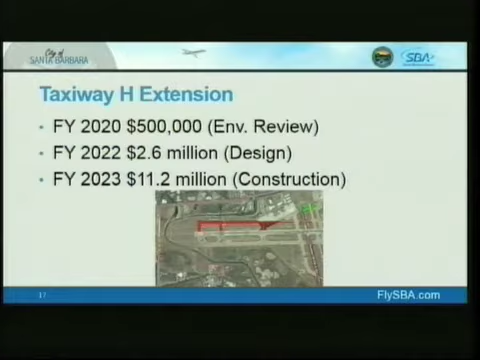 City of
SANTA BARBARA
SBA
Taxiway H Extension
• FY 2020 $500,000 (Env. Review)
• FY 2022 $2.6 million (Design)
• FY 2023 $11.2 million (Construction)
17
FlySBA.com